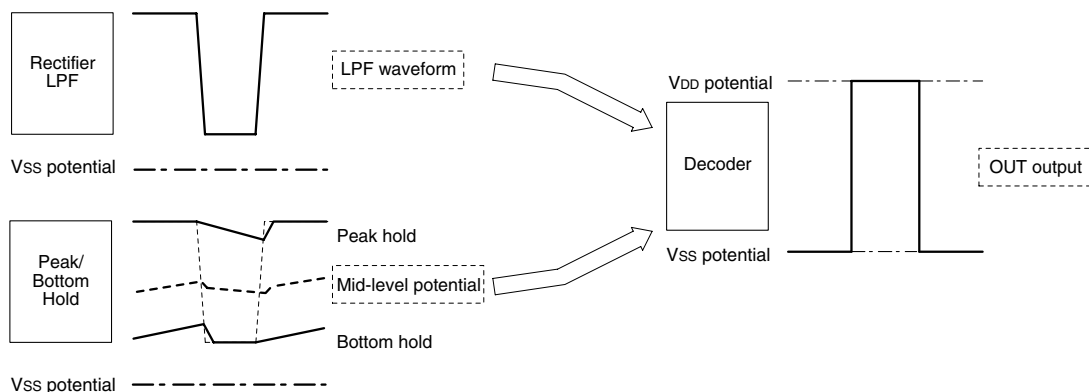 Rectifier
LPF
LPF waveform
VSS potential
Peak/
Bottom
Hold
Peak hold
Mid-level potential
Bottom hold
VSS potential
VDD potential
Decoder
VSS potential
OUT output